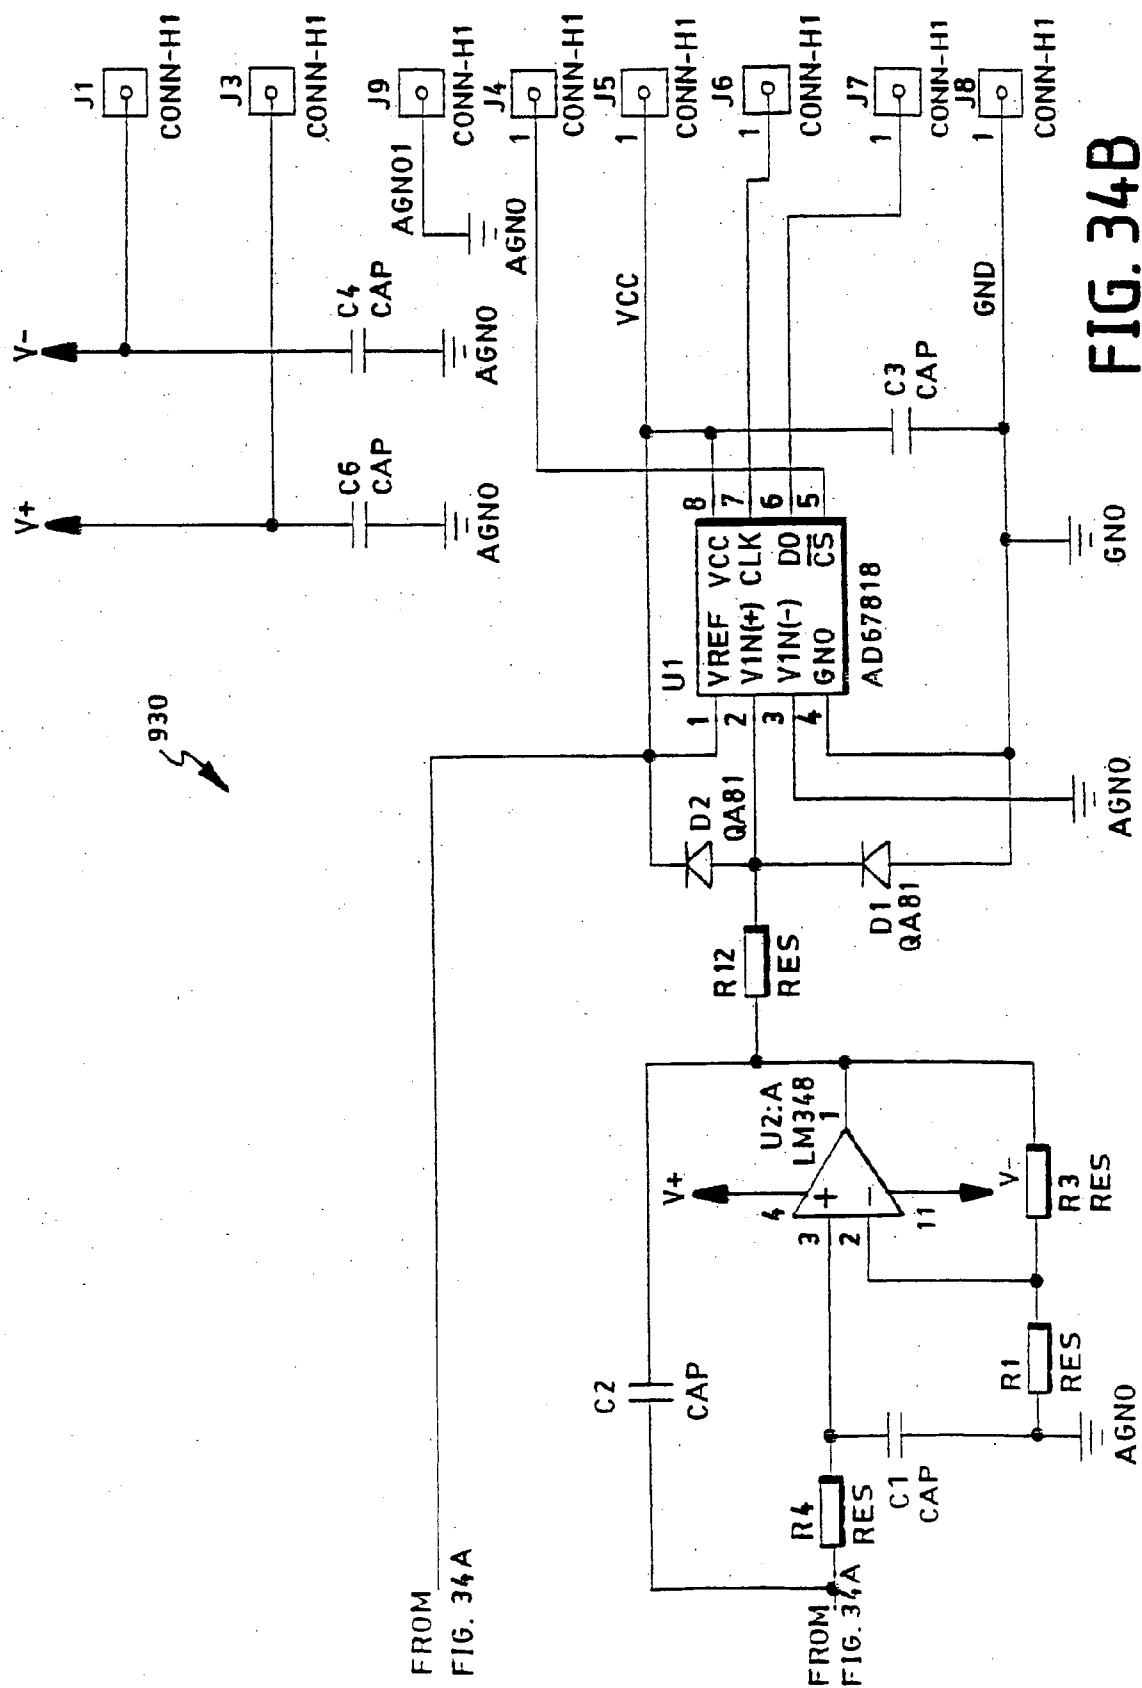 930
V+
V-
J1
CONN-H1
J3
CONN-H1
C6
CAP
AGNO
C4
CAP
AGNO
AGNO1
AGNO
J9
CONN-H1
J4
1
CONN-H1
J5
1
CONN-H1
J6
1
CONN-H1
J7
1
CONN-H1
J8
1
CONN-H1
VCC
GND
C3
CAP
GNO
U1
1
2
3
4
VREF VCC
V1N(+) CLK
V1N(-) DO
GNO CS
8
7
6
5
AD67818
AGNO
D2
QA81
D1
QA81
R12
RES
U2:A
LM348
V+
4
3
2
1
11
+
−
V-
R3
RES
R1
RES
AGNO
C2
CAP
C1
CAP
R4
RES
FROM
FIG. 34A
FROM
FIG. 34A
FIG. 34B